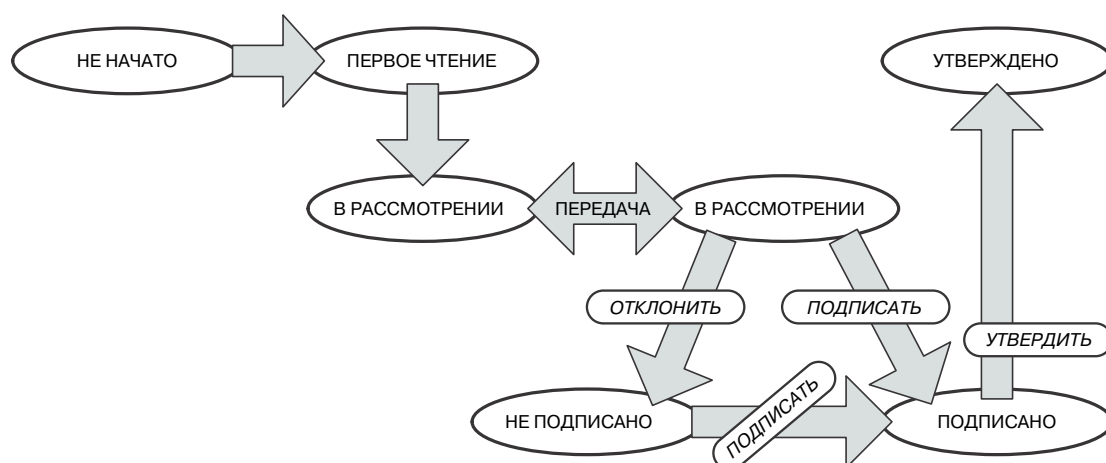 НЕ НАЧАТО
ПЕРВОЕ ЧТЕНИЕ
УТВЕРЖДЕНО
В РАССМОТРЕНИИ
ПЕРЕДАЧА
В РАССМОТРЕНИИ
ОТКЛОНИТЬ
ПОДПИСАТЬ
УТВЕРДИТЬ
НЕ ПОДПИСАНО
ПОДПИСАТЬ
ПОДПИСАНО